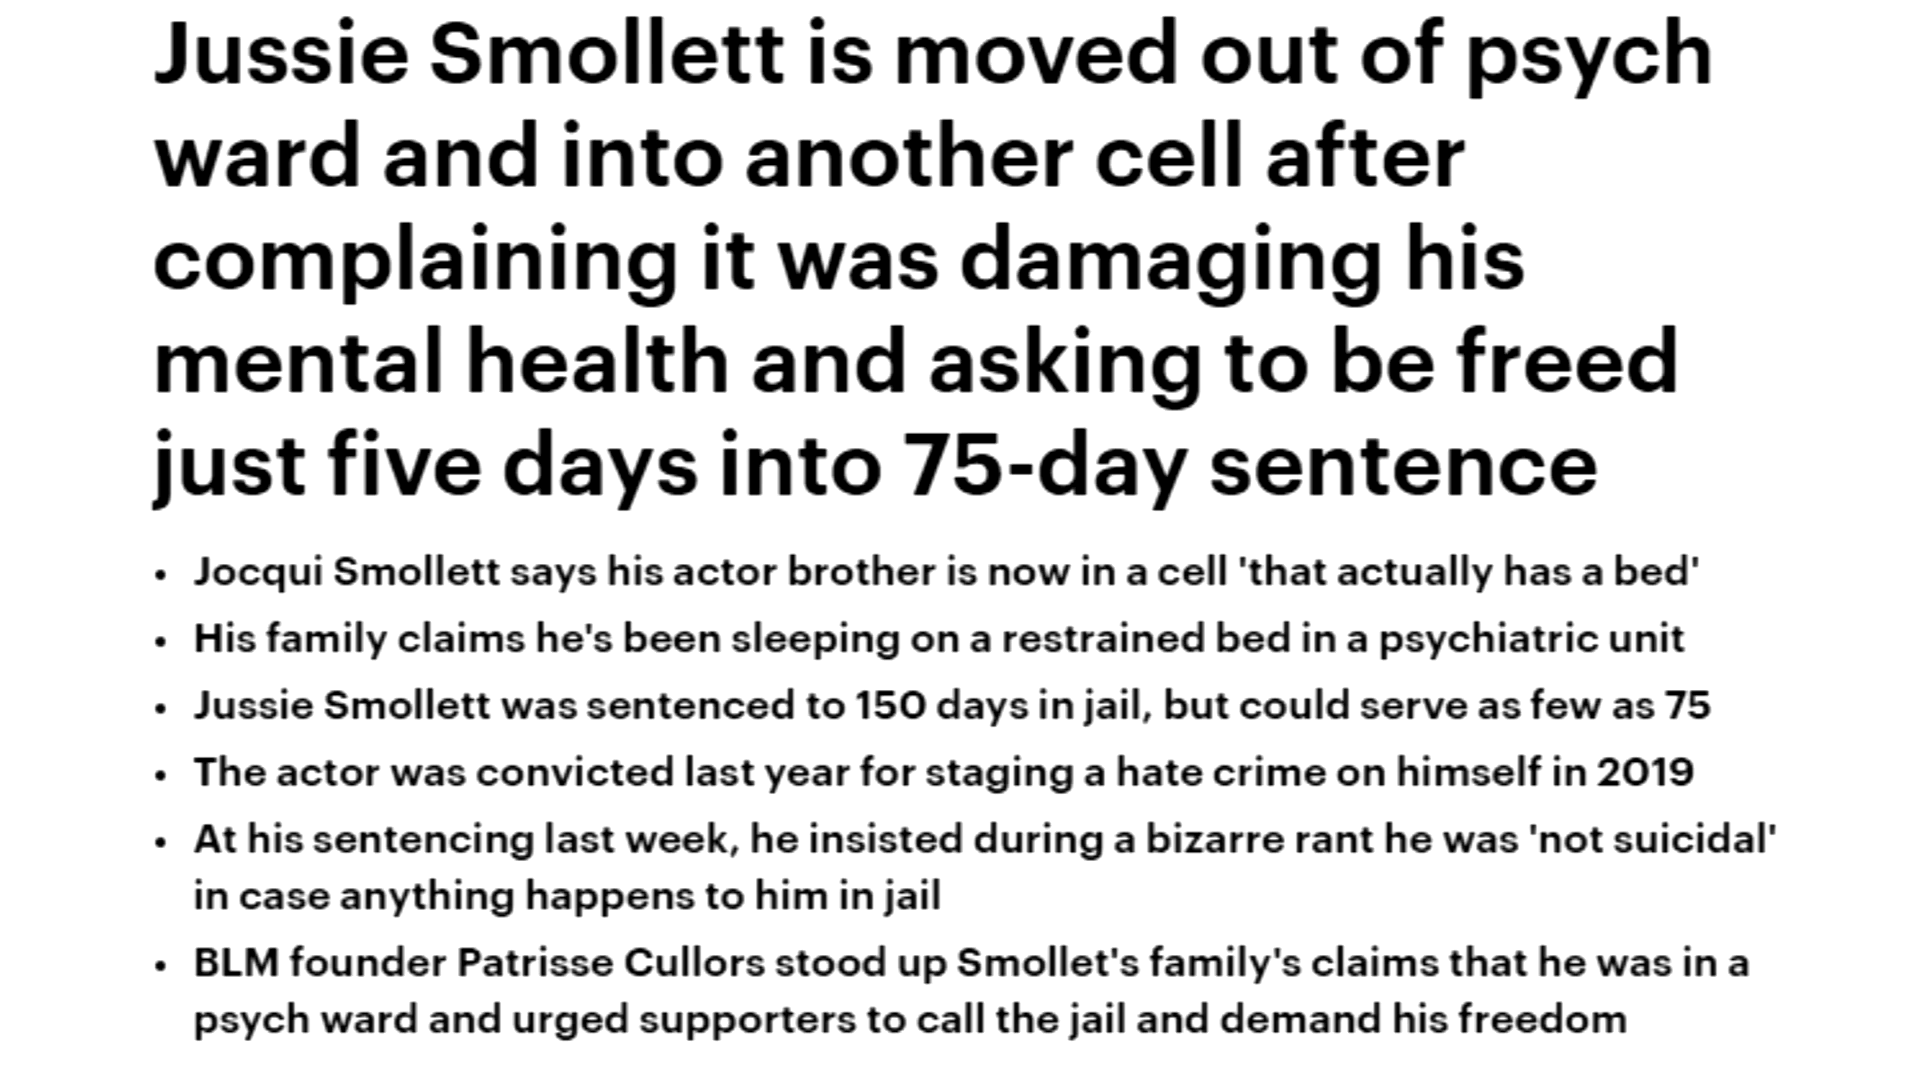 Jussie Smollett is moved out of psych
ward and into another cell after
complaining it was damaging his
mental health and asking to be freed
just five days into 75-day sentence
• Jocqui Smollett says his actor brother is now in a cell 'that actually has a bed'
• His family claims he's been sleeping on a restrained bed in a psychiatric unit
• Jussie Smollett was sentenced to 150 days in jail, but could serve as few as 75
• The actor was convicted last year for staging a hate crime on himself in 2019
• At his sentencing last week, he insisted during a bizarre rant he was 'not suicidal'
in case anything happens to him in jail
• BLM founder Patrisse Cullors stood up Smollet's family's claims that he was in a
psych ward and urged supporters to call the jail and demand his freedom